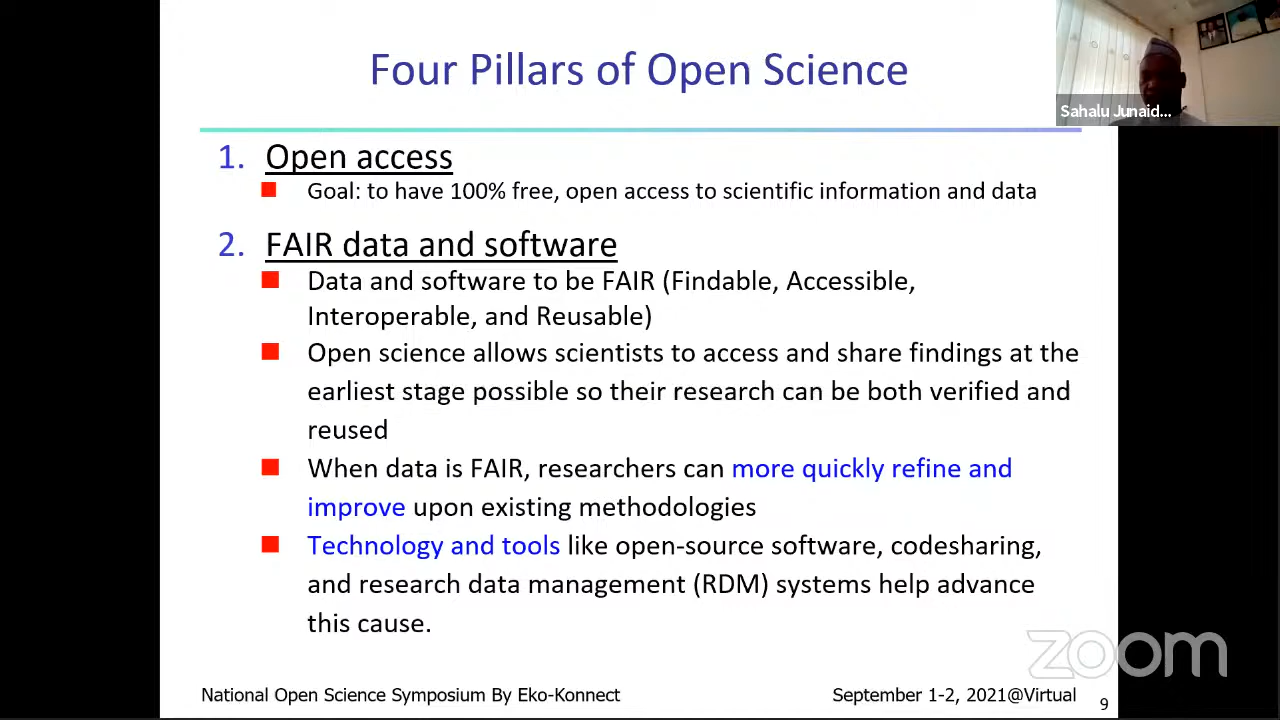 Four Pillars of Open Science
Sahalu Junaid...
1. Open access
Goal: to have 100% free, open access to scientific information and data
2. FAIR data and software
Data and software to be FAIR (Findable, Accessible,
Interoperable, and Reusable)
Open science allows scientists to access and share findings at the
earliest stage possible so their research can be both verified and
reused
When data is FAIR, researchers can more quickly refine and
improve upon existing methodologies
Technology and tools like open-source software, codesharing,
and research data management (RDM) systems help advance
this cause.
zoom
National Open Science Symposium By Eko-Konnect
September 1-2, 2021@Virtual
9